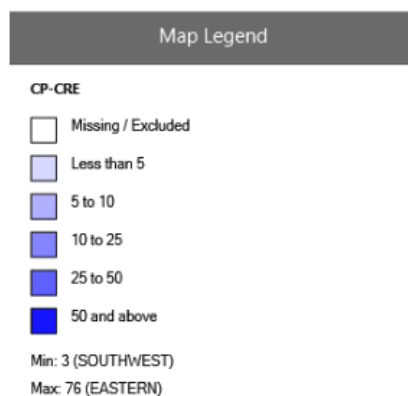 Map Legend
CP-CRE
Missing / Excluded
Less than 5
5 to 10
10 to 25
25 to 50
50 and above
Min: 3 (SOUTHWEST)
Max: 76 (EASTERN)